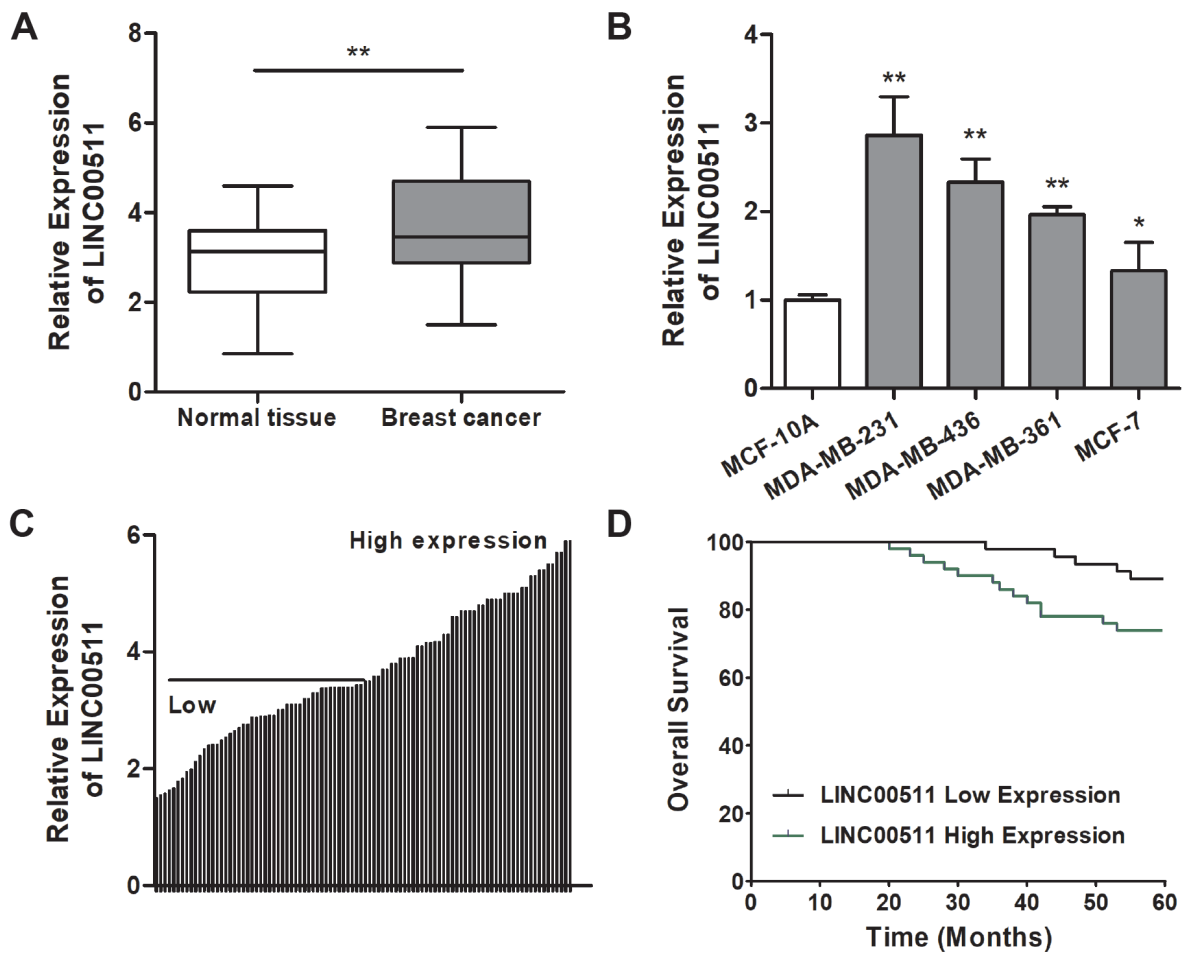 A
Relative Expression
of LINC00511
8
6
4
2
0
**
Normal tissue
Breast cancer
B
Relative Expression
of LINC00511
4
3
2
1
0
**
**
**
*
MCF-10A
MDA-MB-231
MDA-MB-436
MDA-MB-361
MCF-7
C
Relative Expression
of LINC00511
6
4
2
0
High expression
Low
D
Overall Survival
100
80
60
40
20
0
LINC00511 Low Expression
LINC00511 High Expression
0 10 20 30 40 50 60
Time (Months)